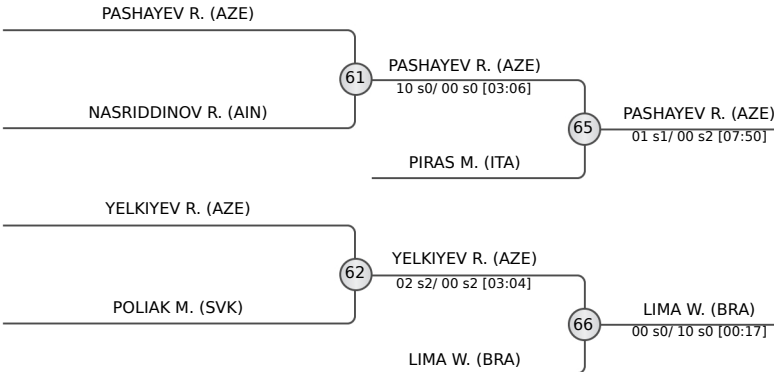 PASHAYEV R. (AZE)
61
PASHAYEV R. (AZE)
10 s0/ 00 s0 [03:06]
NASRIDDINOV R. (AIN)
65
PASHAYEV R. (AZE)
01 s1/ 00 s2 [07:50]
PIRAS M. (ITA)
YELKIYEV R. (AZE)
62
YELKIYEV R. (AZE)
02 s2/ 00 s2 [03:04]
POLIAK M. (SVK)
66
LIMA W. (BRA)
00 s0/ 10 s0 [00:17]
LIMA W. (BRA)